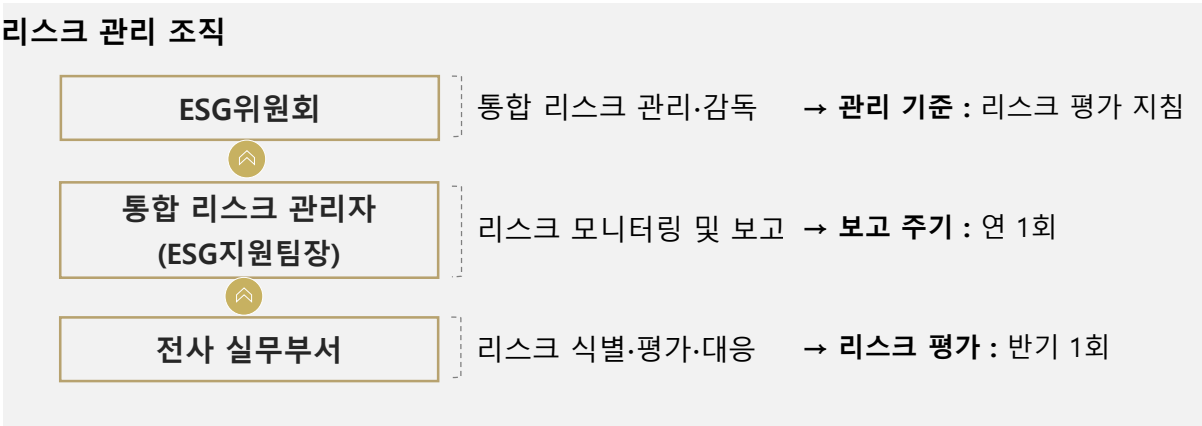 리스크 관리 조직
ESG위원회
통합 리스크 관리·감독 → 관리 기준 : 리스크 평가 지침
통합 리스크 관리자
(ESG지원팀장)
리스크 모니터링 및 보고 → 보고 주기 : 연 1회
전사 실무부서
리스크 식별·평가·대응 → 리스크 평가 : 반기 1회